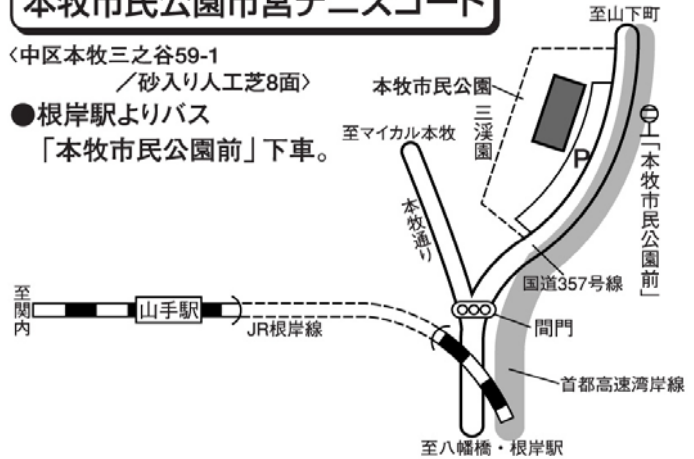 本牧市民公園市営テニスコート
〈中区本牧三之谷59-1
／砂入り人工芝8面〉
●根岸駅よりバス
「本牧市民公園前」下車。
至山下町
本牧市民公園
三溪園
至マイカル本牧
P
「本牧市民公園前」
本牧通り
国道357号線
至関内
山手駅
JR根岸線
間門
首都高速湾岸線
至八幡橋・根岸駅